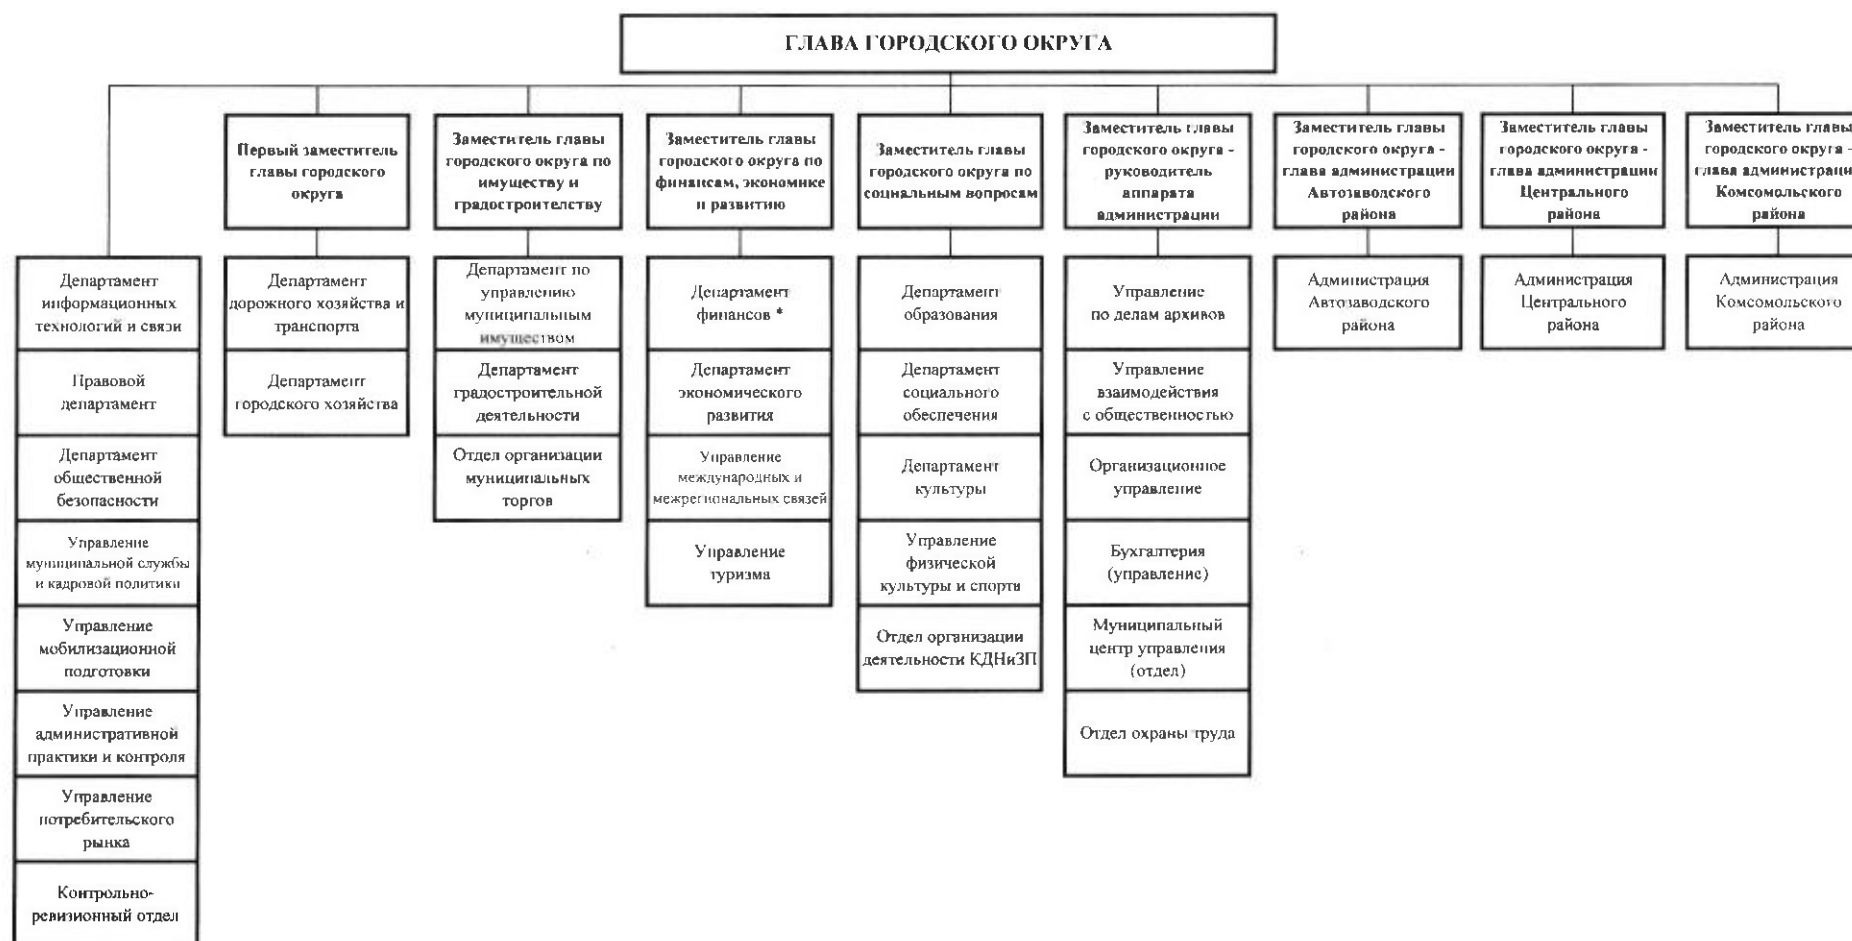 ГЛАВА ГОРОДСКОГО ОКРУГА
Первый заместитель
главы городского
округа
Заместитель главы
городского округа по
имуществу и
градостроителству
Заместитель главы
городского округа по
финансам, экономике
и развитию
Заместитель главы
городского округа по
социальным вопросам
Заместитель главы
городского округа -
руководитель
аппарата
администрации
Заместитель главы
городского округа -
глава администрации
Автозаводского
района
Заместитель главы
городского округа -
глава администрации
Центрального
района
Заместитель главы
городского округа -
глава администрации
Комсомольского
района
Департамент
информационных
технологий и связи
Правовой
департамент
Департамент
общественной
безопасности
Управление
муниципальной службы
и кадровой политики
Управление
мобилизационной
подготовки
Управление
административной
практики и контроля
Управление
потребительского
рынка
Контрольно-
ревизионный отдел
Департамент
дорожного хозяйства и
транспорта
Департамент
городского хозяйства
Департамент по
управлению
муниципальным
имуществом
Департамент
градостроительной
деятельности
Отдел организации
муниципальных
торгов
Департамент
финансов *
Департамент
экономического
развития
Управление
международных и
межрегиональных связей
Управление
туризма
Департамент
образования
Департамент
социального
обеспечения
Департамент
культуры
Управление
физической
культуры и спорта
Отдел организации
деятельности КДНиЗП
Управление
по делам архивов
Управление
взаимодействия
с общественностью
Организационное
управление
Бухгалтерия
(управление)
Муниципальный
центр управления
(отдел)
Отдел охраны труда
Администрация
Автозаводского
района
Администрация
Центрального
района
Администрация
Комсомольского
района